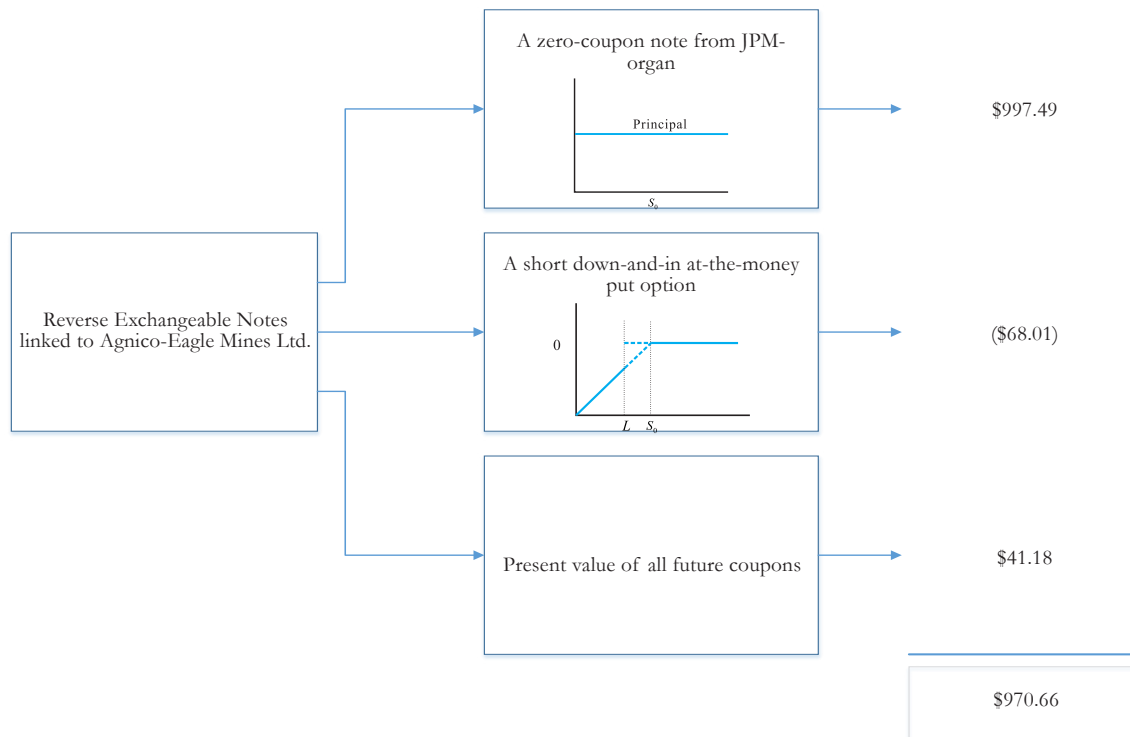 A zero-coupon note from JPM-
organ
Principal
S₀
$997.49
Reverse Exchangeable Notes
linked to Agnico-Eagle Mines Ltd.
A short down-and-in at-the-money
put option
0
L S₀
($68.01)
Present value of all future coupons
$41.18
$970.66